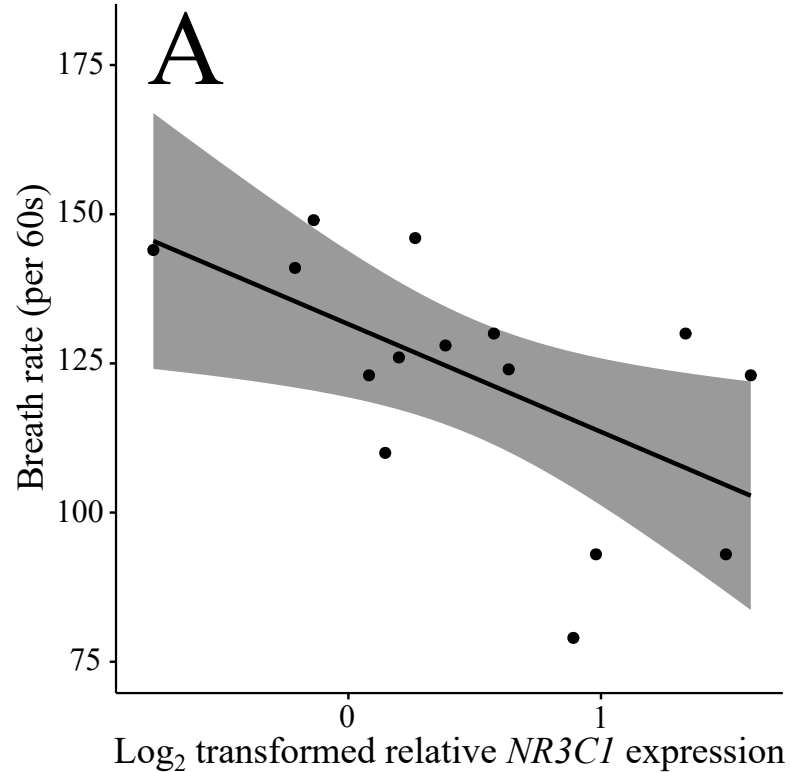 A
175
150
125
100
75
Breath rate (per 60s)
0 1
Log₂ transformed relative NR3C1 expression